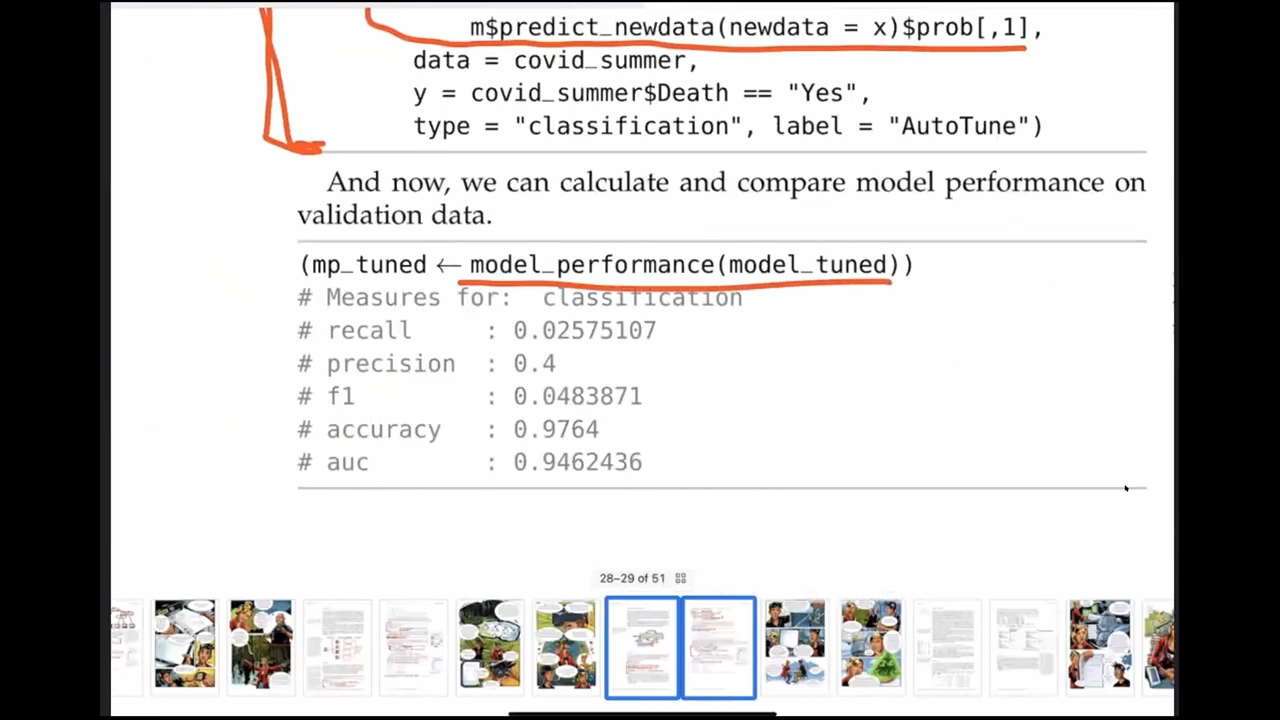 m$predict_newdata(newdata = x)$prob[,1],
data = covid_summer,
y = covid_summer$Death == "Yes",
type = "classification", label = "AutoTune")
And now, we can calculate and compare model performance on
validation data.
(mp_tuned ← model_performance(model_tuned))
# Measures for:  classification
# recall     : 0.02575107
# precision  : 0.4
# f1         : 0.0483871
# accuracy   : 0.9764
# auc        : 0.9462436
28–29 of 51